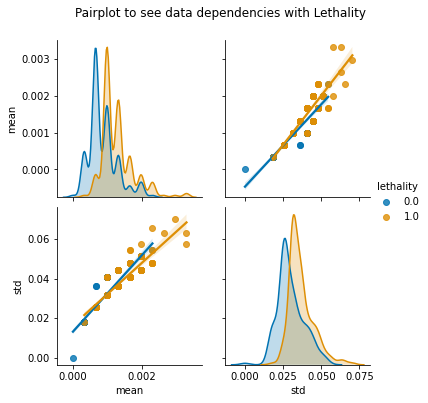 Pairplot to see data dependencies with Lethality
0.003
0.002
0.001
0.000
mean
lethality
0.0
1.0
0.06
0.04
0.02
0.00
std
0.000 0.002
mean
0.000 0.025 0.050 0.075
std